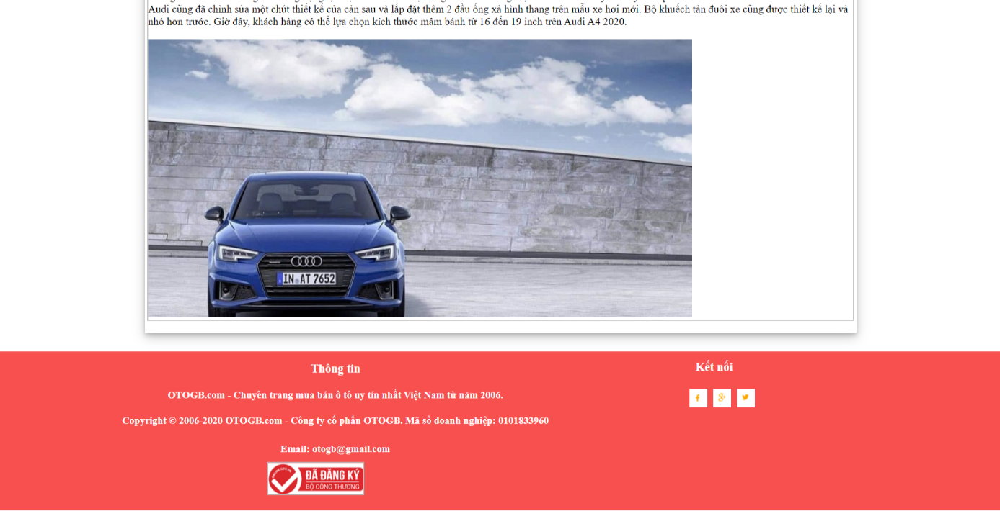 Audi cũng đã chỉnh sửa một chút thiết kế của cản sau và lắp đặt thêm 2 đầu ống xả hình thang trên mẫu xe hơi mới. Bộ khuếch tán đuôi xe cũng được thiết kế lại và
nhỏ hơn trước. Giờ đây, khách hàng có thể lựa chọn kích thước mâm bánh từ 16 đến 19 inch trên Audi A4 2020.
IN AT 7652
Thông tin
Kết nối
OTOGB.com - Chuyên trang mua bán ô tô uy tín nhất Việt Nam từ năm 2006.
Copyright © 2006-2020 OTOGB.com - Công ty cổ phần OTOGB. Mã số doanh nghiệp: 0101833960
Email: otogb@gmail.com
ĐÃ ĐĂNG KÝ
BỘ CÔNG THƯƠNG